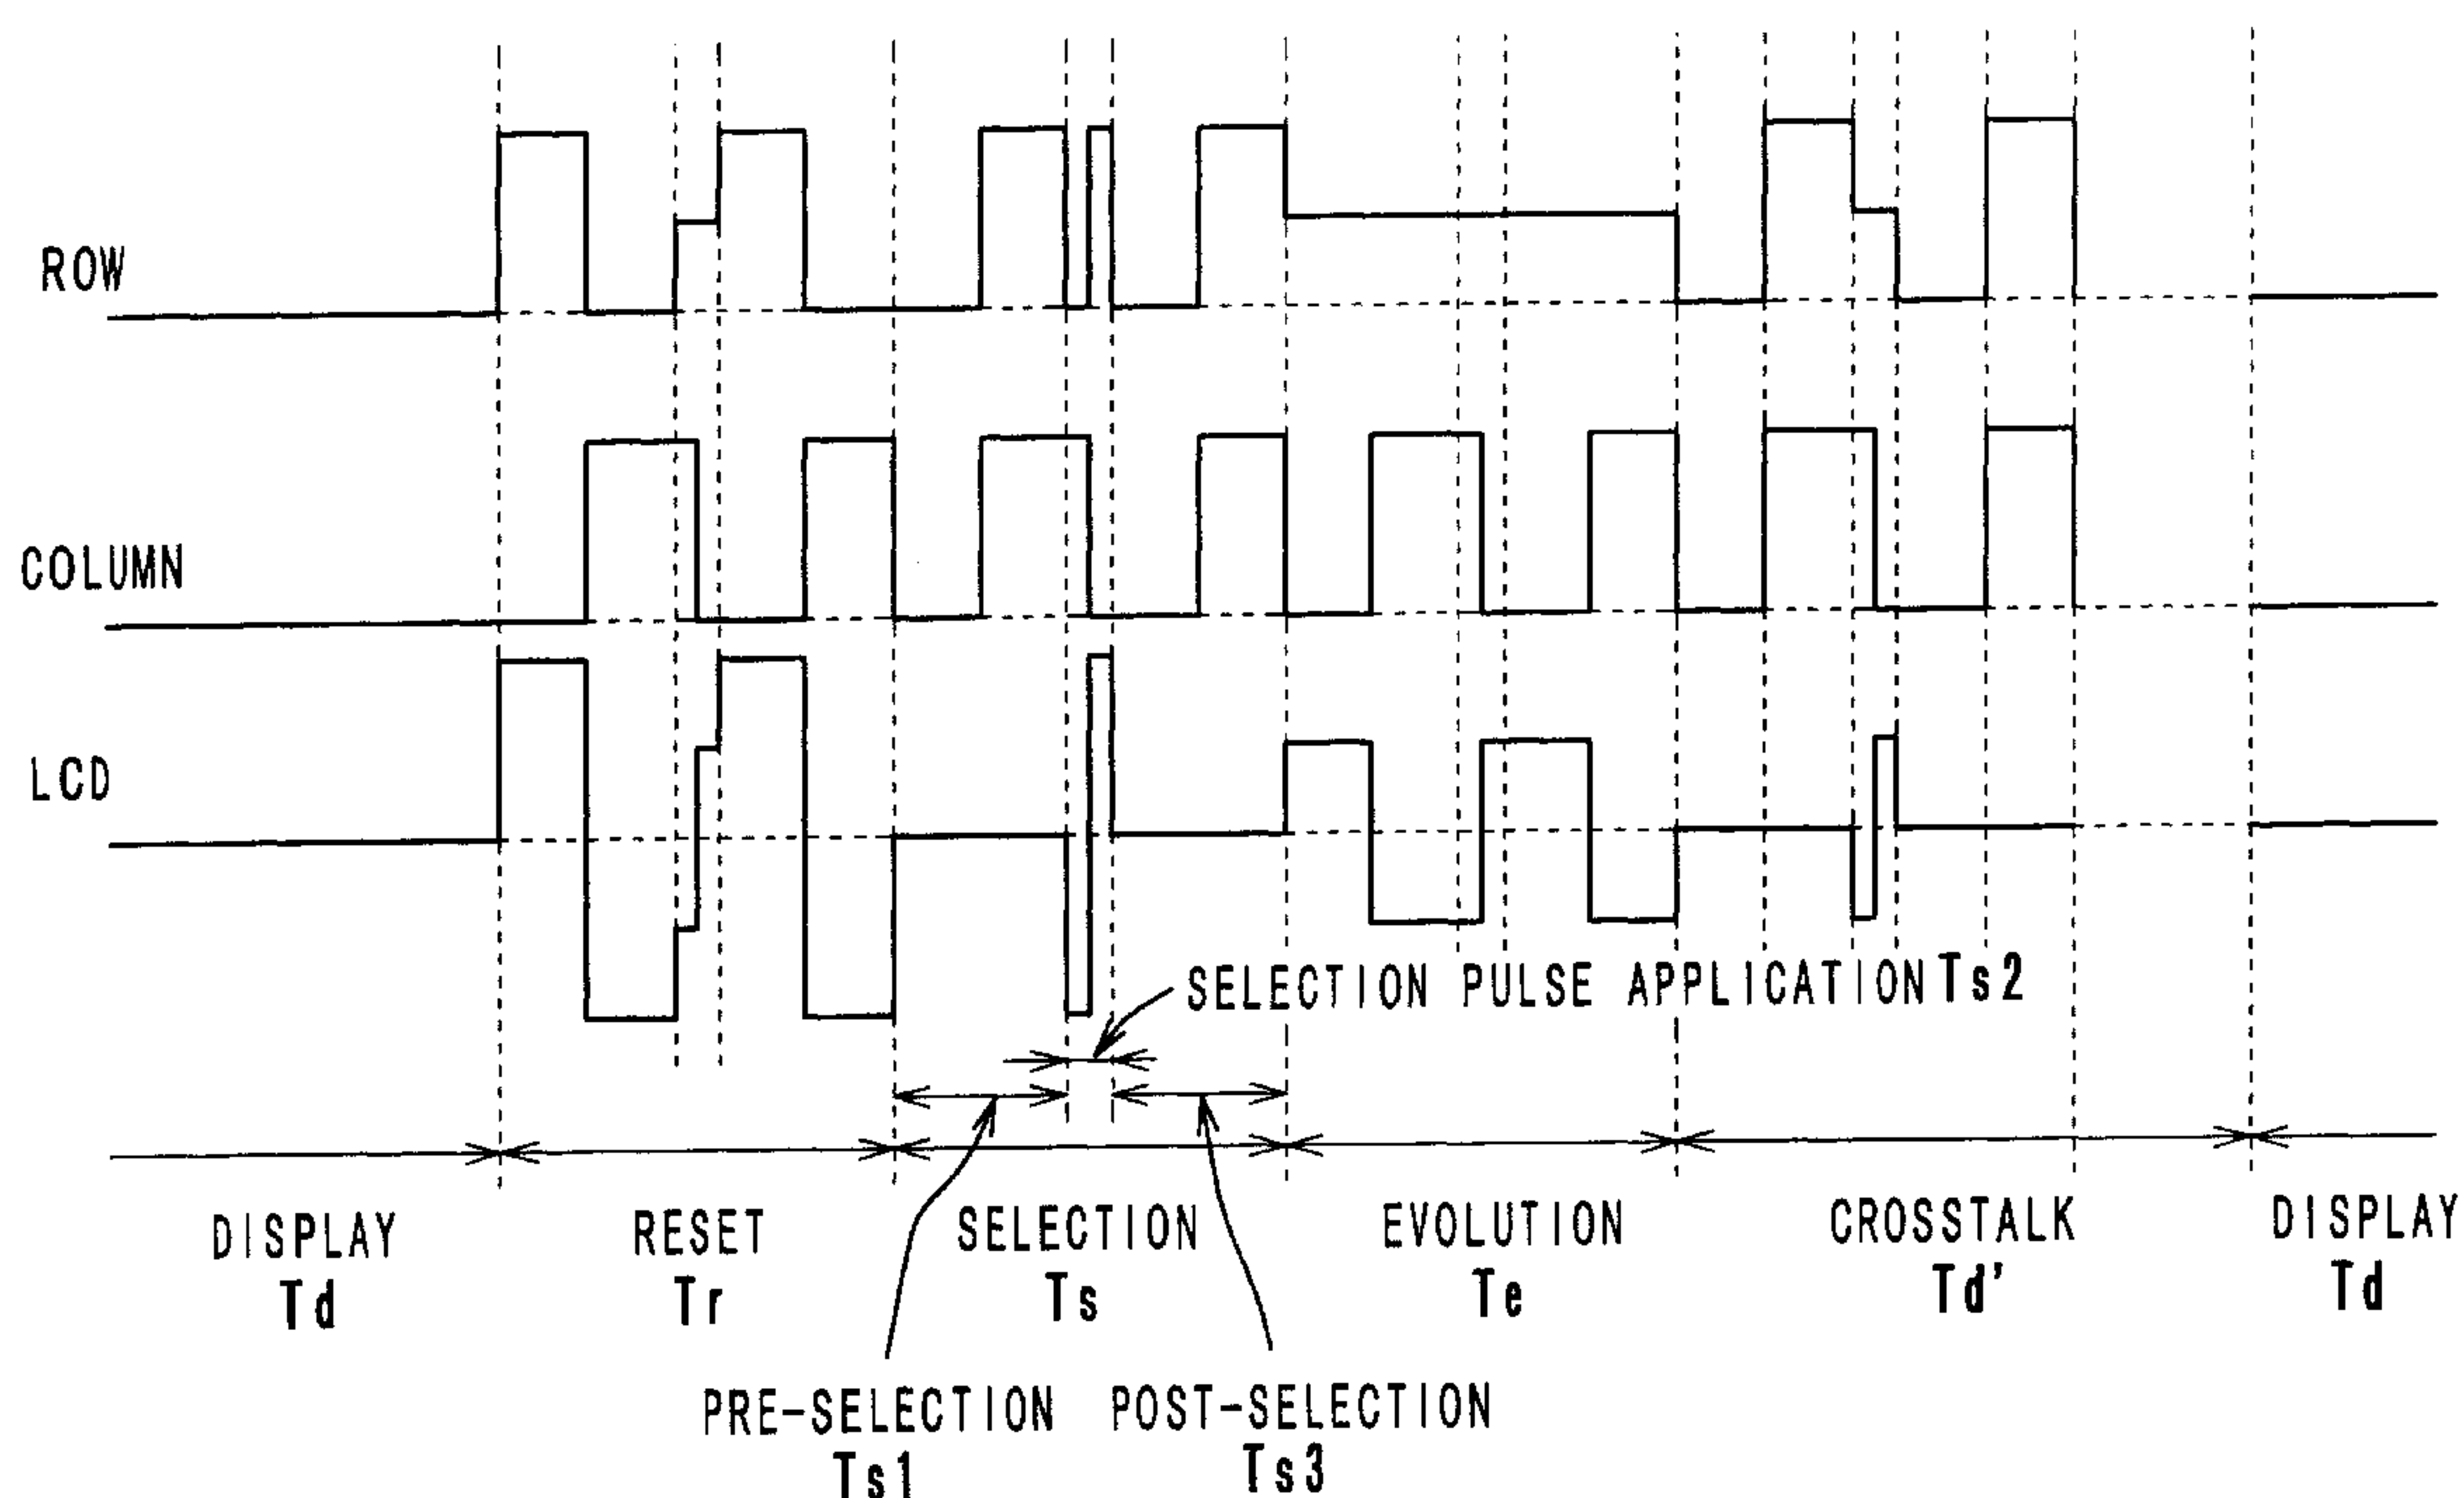 ROW
COLUMN
LCD
SELECTION PULSE APPLICATION Ts2
DISPLAY
Td
RESET
Tr
SELECTION
Ts
EVOLUTION
Te
CROSSTALK
Td'
DISPLAY
Td
PRE-SELECTION
Ts1
POST-SELECTION
Ts3